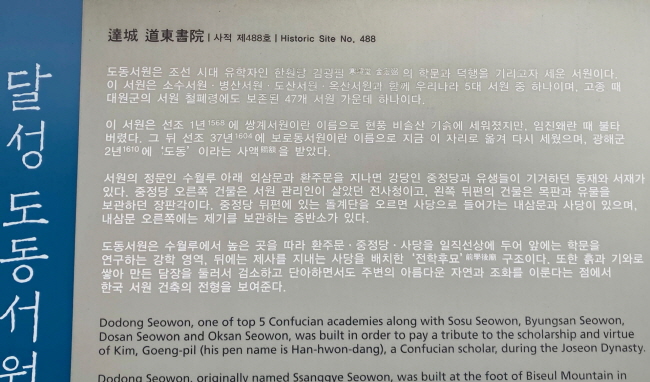 達城 道東書院 | 사적 제488호 | Historic Site No, 488
도동서원은 조선 시대 유학자인 한훤당 김굉필 의 학문과 덕행을 기리고자 세운 서원이다.
이 서원은 소수서원·병산서원·도산서원·옥산서원과 함께 우리나라 5대 서원 중 하나이며, 고종 때
대원군의 서원 철폐령에도 보존된 47개 서원 가운데 하나이다.
이 서원은 선조 1년1568에 쌍계서원이란 이름으로 현풍 비슬산 기슭에 세워졌지만, 임진왜란 때 불타
버렸다. 그 뒤 선조 37년1604에 보로동서원이란 이름으로 지금 이 자리로 옮겨 다시 세웠으며, 광해군
2년1610에 '도동' 이라는 사액賜額을 받았다.
서원의 정문인 수월루 아래 외삼문과 환주문을 지나면 강당인 중정당과 유생들이 기거하던 동재와 서재가
있다. 중정당 오른쪽 건물은 서원 관리인이 살았던 전사청이고, 왼쪽 뒤편의 건물은 목판과 유물을
보관하던 장판각이다. 중정당 뒤편에 있는 돌계단을 오르면 사당으로 들어가는 내삼문과 사당이 있으며,
내삼문 오른쪽에는 제기를 보관하는 증반소가 있다.
도동서원은 수월루에서 높은 곳을 따라 환주문·중정당·사당을 일직선상에 두어 앞에는 학문을
연구하는 강학 영역, 뒤에는 제사를 지내는 사당을 배치한 '전학후묘'前學後廟 구조이다. 또한 흙과 기와로
쌓아 만든 담장을 둘러서 검소하고 단아하면서도 주변의 아름다운 자연과 조화를 이룬다는 점에서
한국 서원 건축의 전형을 보여준다.
Dodong Seowon, one of top 5 Confucian academies along with Sosu Seowon, Byungsan Seowon,
Dosan Seowon and Oksan Seowon, was built in order to pay a tribute to the scholarship and virtue
of Kim, Goeng-pil (his pen name is Han-hwon-dang), a Confucian scholar, during the Joseon Dynasty.
Dodong Seowon, originally named Ssanggye Seowon, was built at the foot of Biseul Mountain in
달성 도동서원